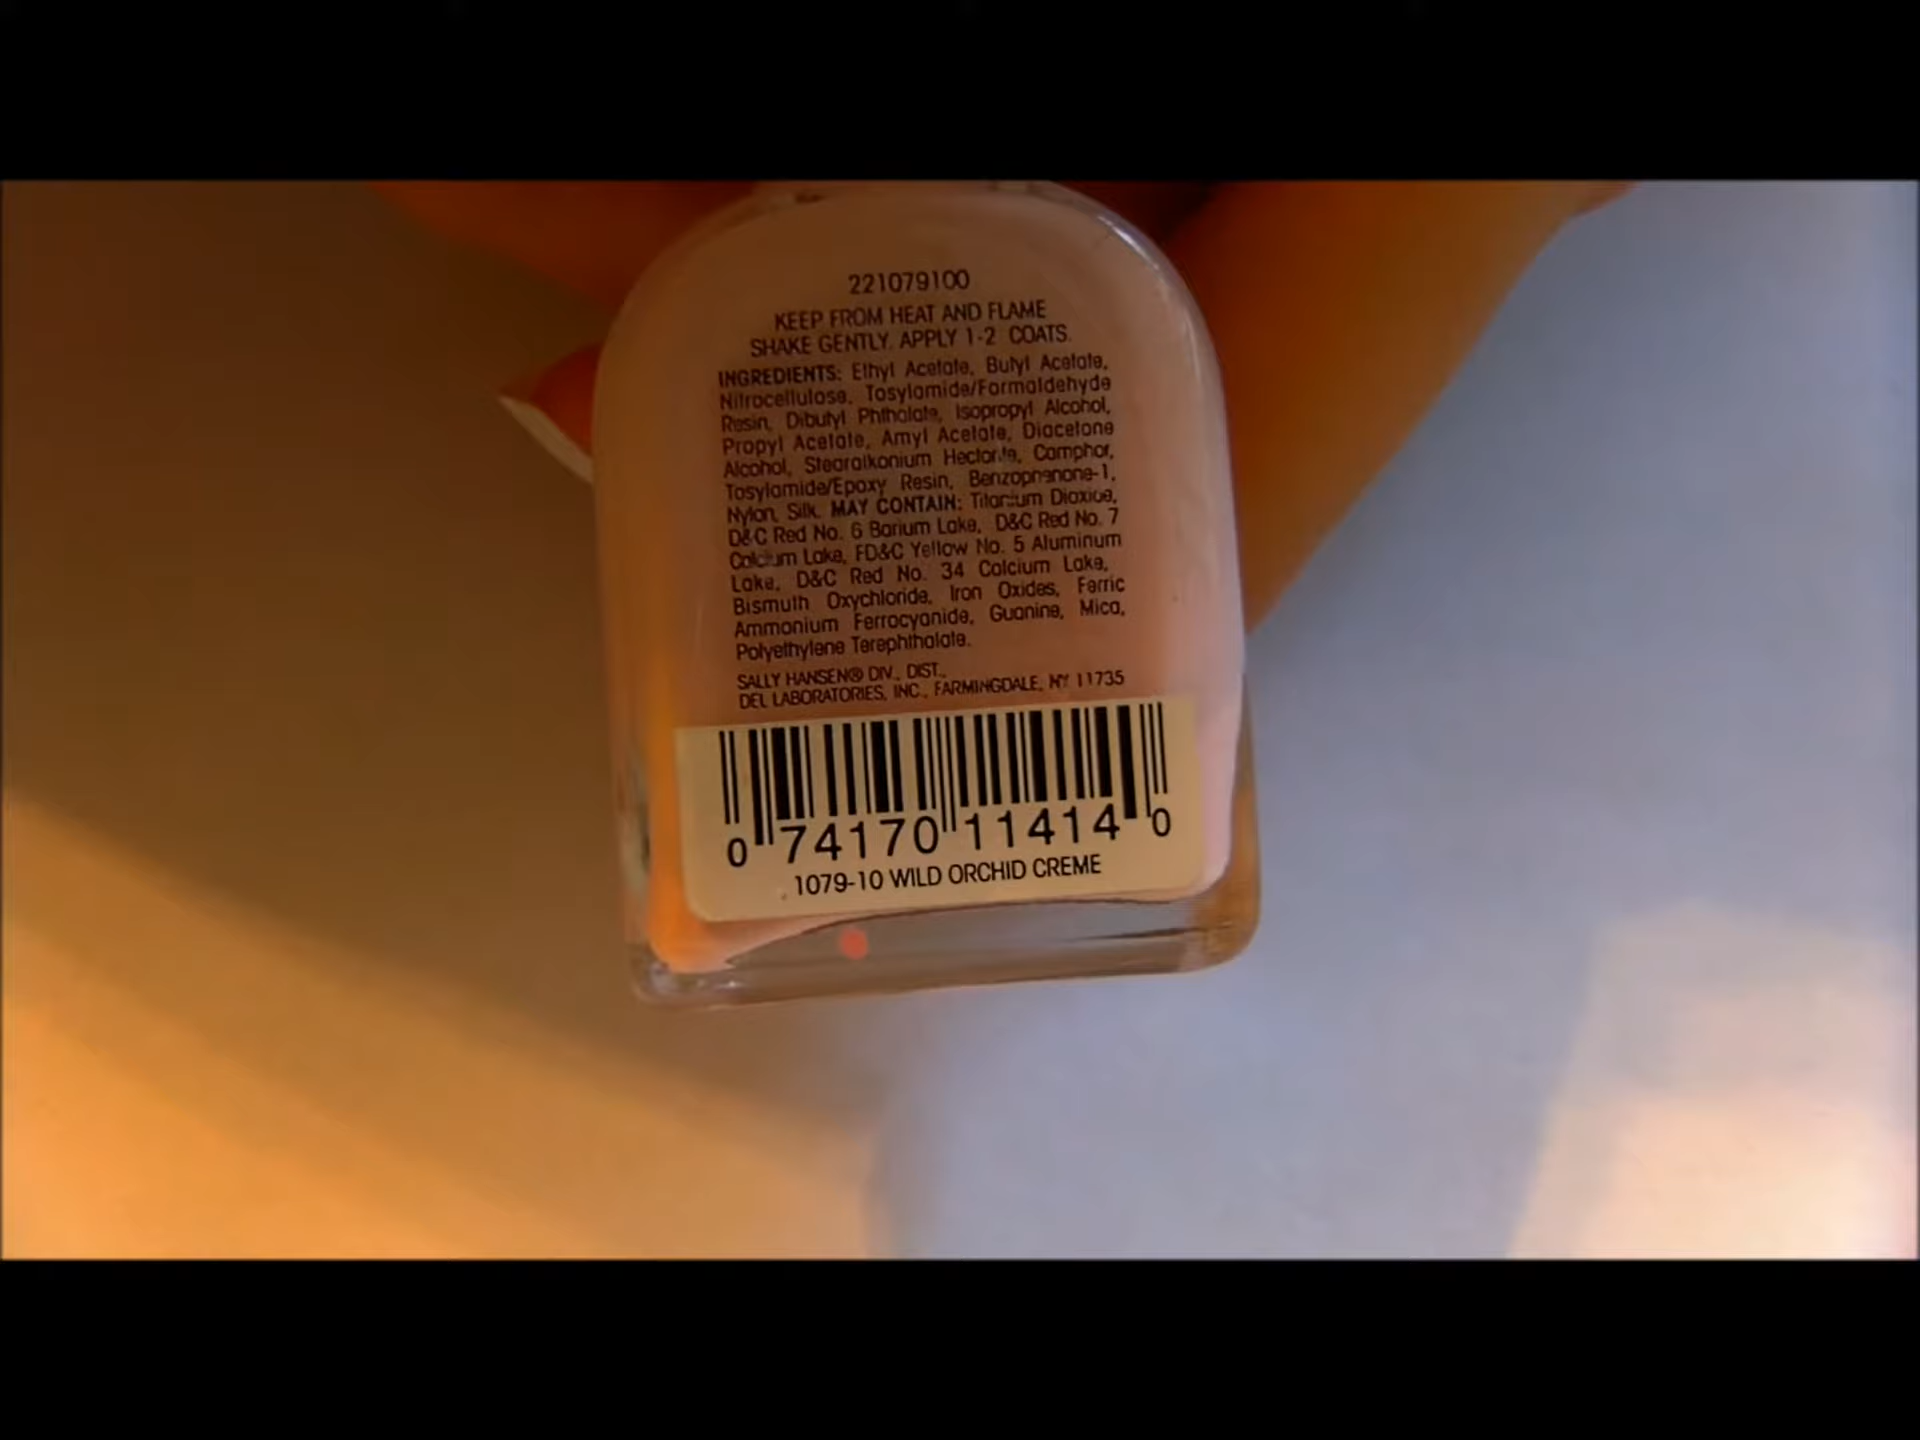 221079100
KEEP FROM HEAT AND FLAME
SHAKE GENTLY. APPLY 1-2 COATS.
INGREDIENTS: Ethyl Acetate, Butyl Acetate,
Nitrocellulose, Tosylamide/Formaldehyde
Resin, Dibutyl Phthalate, Isopropyl Alcohol,
Propyl Acetate, Amyl Acetate, Diacetone
Alcohol, Stearalkonium Hectorite, Camphor,
Tosylamide/Epoxy Resin, Benzophenone-1,
Nylon, Silk. MAY CONTAIN: Titanium Dioxide,
D&C Red No. 6 Barium Lake, D&C Red No. 7
Calcium Lake, FD&C Yellow No. 5 Aluminum
Lake, D&C Red No. 34 Calcium Lake,
Bismuth Oxychloride, Iron Oxides, Ferric
Ammonium Ferrocyanide, Guanine, Mica,
Polyethylene Terephthalate.
SALLY HANSEN® DIV., DIST.,
DEL LABORATORIES, INC., FARMINGDALE, NY 11735
0 74170 11414 0
1079-10 WILD ORCHID CREME